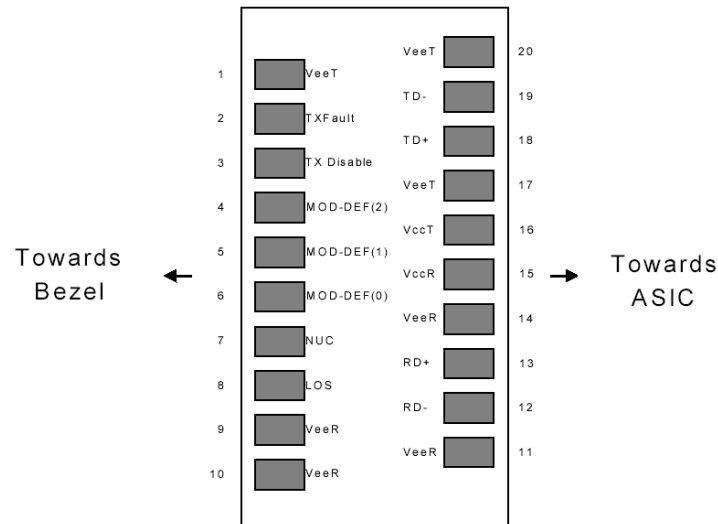 VeeT 20
1 VeeT
TD- 19
2 TXFault
TD+ 18
3 TX Disable
VeeT 17
4 MOD-DEF(2)
VccT 16
5 MOD-DEF(1)
Towards
Bezel
VccR 15
Towards
ASIC
6 MOD-DEF(0)
VeeR 14
7 NUC
RD+ 13
8 LOS
RD- 12
9 VeeR
VeeR 11
10 VeeR